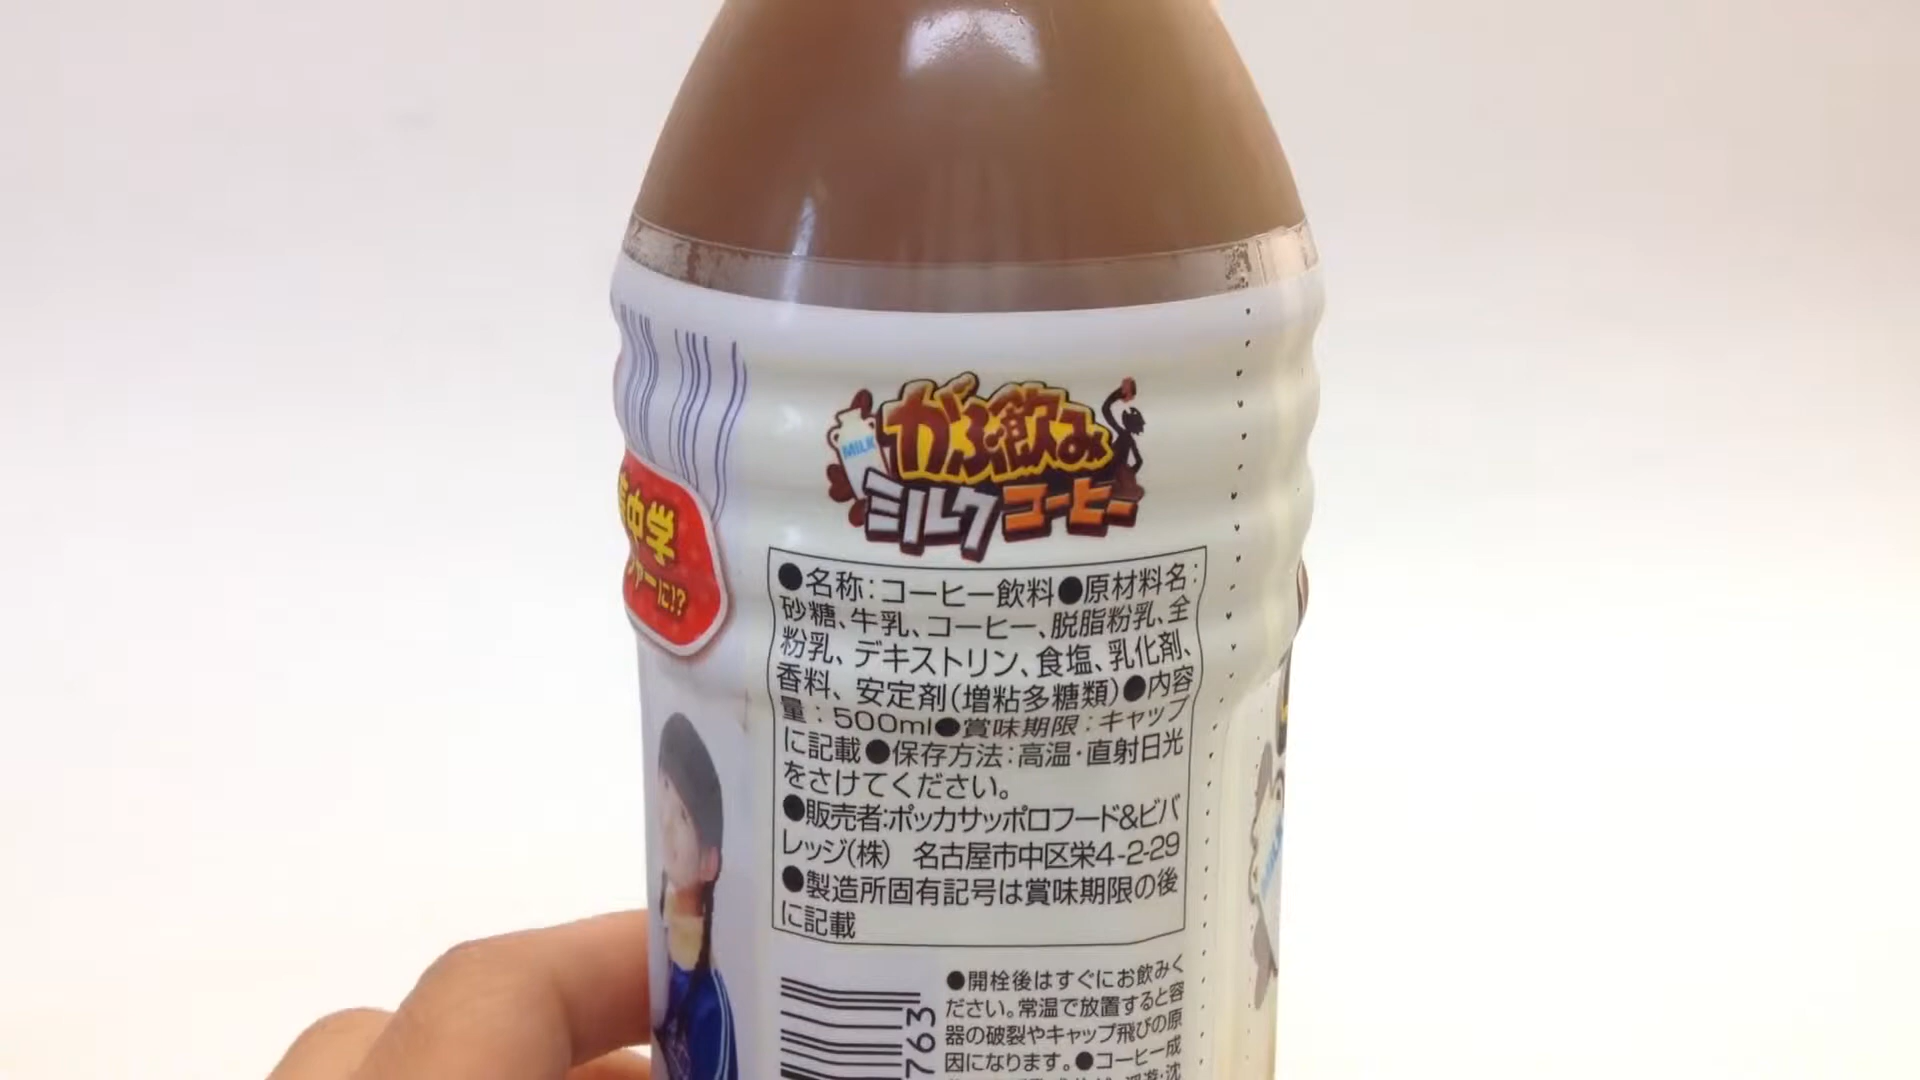 がぶ飲み
MILK
ミルクコーヒー
中学
ャーに!?
●名称:コーヒー飲料●原材料名:
砂糖、牛乳、コーヒー、脱脂粉乳、全
粉乳、デキストリン、食塩、乳化剤、
香料、安定剤(増粘多糖類)●内容
量:500ml●賞味期限:キャップ
に記載●保存方法:高温・直射日光
をさけてください。
●販売者:ポッカサッポロフード&ビバ
レッジ(株) 名古屋市中区栄4-2-29
●製造所固有記号は賞味期限の後
に記載
●開栓後はすぐにお飲みく
ださい。常温で放置すると容
器の破裂やキャップ飛びの原
因になります。●コーヒー成
763